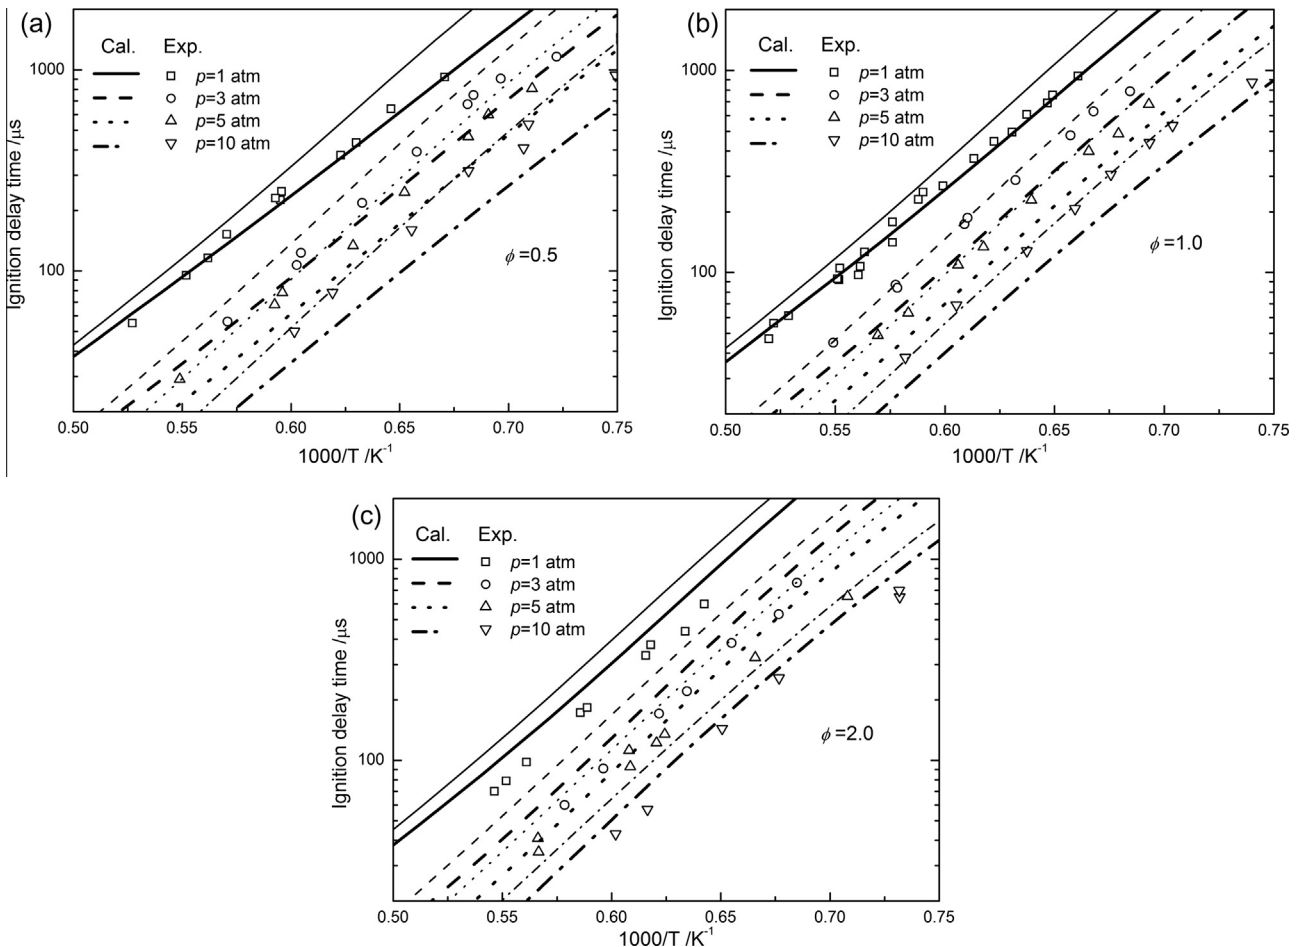 (a)
Cal. Exp.
p=1 atm
p=3 atm
p=5 atm
p=10 atm
ϕ=0.5
1000
100
Ignition delay time /μs
0.50 0.55 0.60 0.65 0.70 0.75
1000/T /K⁻¹
(b)
Cal. Exp.
p=1 atm
p=3 atm
p=5 atm
p=10 atm
ϕ=1.0
1000
100
Ignition delay time /μs
0.50 0.55 0.60 0.65 0.70 0.75
1000/T /K⁻¹
(c)
Cal. Exp.
p=1 atm
p=3 atm
p=5 atm
p=10 atm
ϕ=2.0
1000
100
Ignition delay time /μs
0.50 0.55 0.60 0.65 0.70 0.75
1000/T /K⁻¹